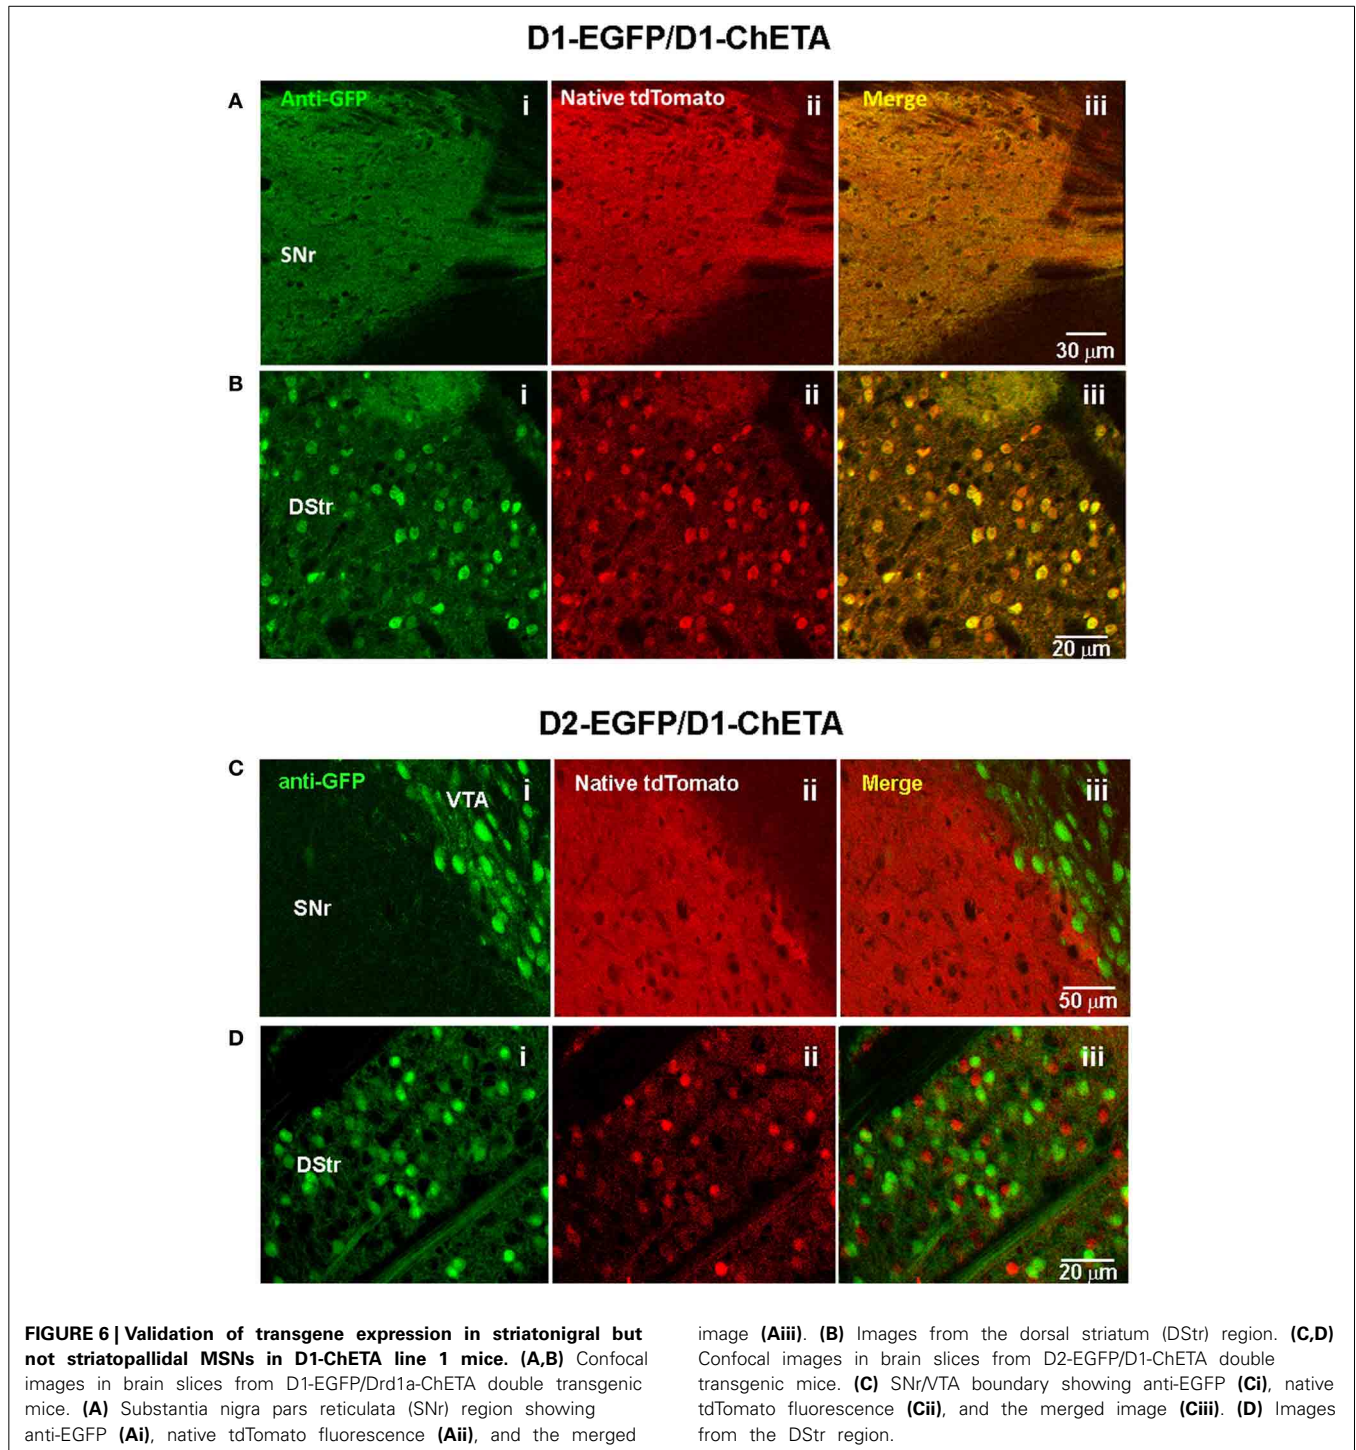 D1-EGFP/D1-ChETA
A
Anti-GFP
i
Native tdTomato
ii
Merge
iii
SNr
30 µm
B
i
ii
iii
DStr
20 µm
D2-EGFP/D1-ChETA
C
anti-GFP
VTA
i
Native tdTomato
ii
Merge
iii
SNr
50 µm
D
i
ii
iii
DStr
20 µm
FIGURE 6 | Validation of transgene expression in striatonigral but
not striatopallidal MSNs in D1-ChETA line 1 mice. (A,B) Confocal
images in brain slices from D1-EGFP/Drd1a-ChETA double transgenic
mice. (A) Substantia nigra pars reticulata (SNr) region showing
anti-EGFP (Ai), native tdTomato fluorescence (Aii), and the merged
image (Aiii). (B) Images from the dorsal striatum (DStr) region. (C,D)
Confocal images in brain slices from D2-EGFP/D1-ChETA double
transgenic mice. (C) SNr/VTA boundary showing anti-EGFP (Ci), native
tdTomato fluorescence (Cii), and the merged image (Ciii). (D) Images
from the DStr region.